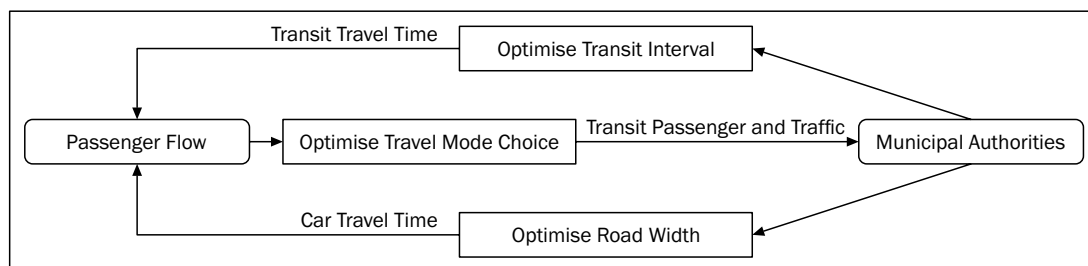 Transit Travel Time
Optimise Transit Interval
Passenger Flow
Optimise Travel Mode Choice
Transit Passenger and Traffic
Municipal Authorities
Car Travel Time
Optimise Road Width